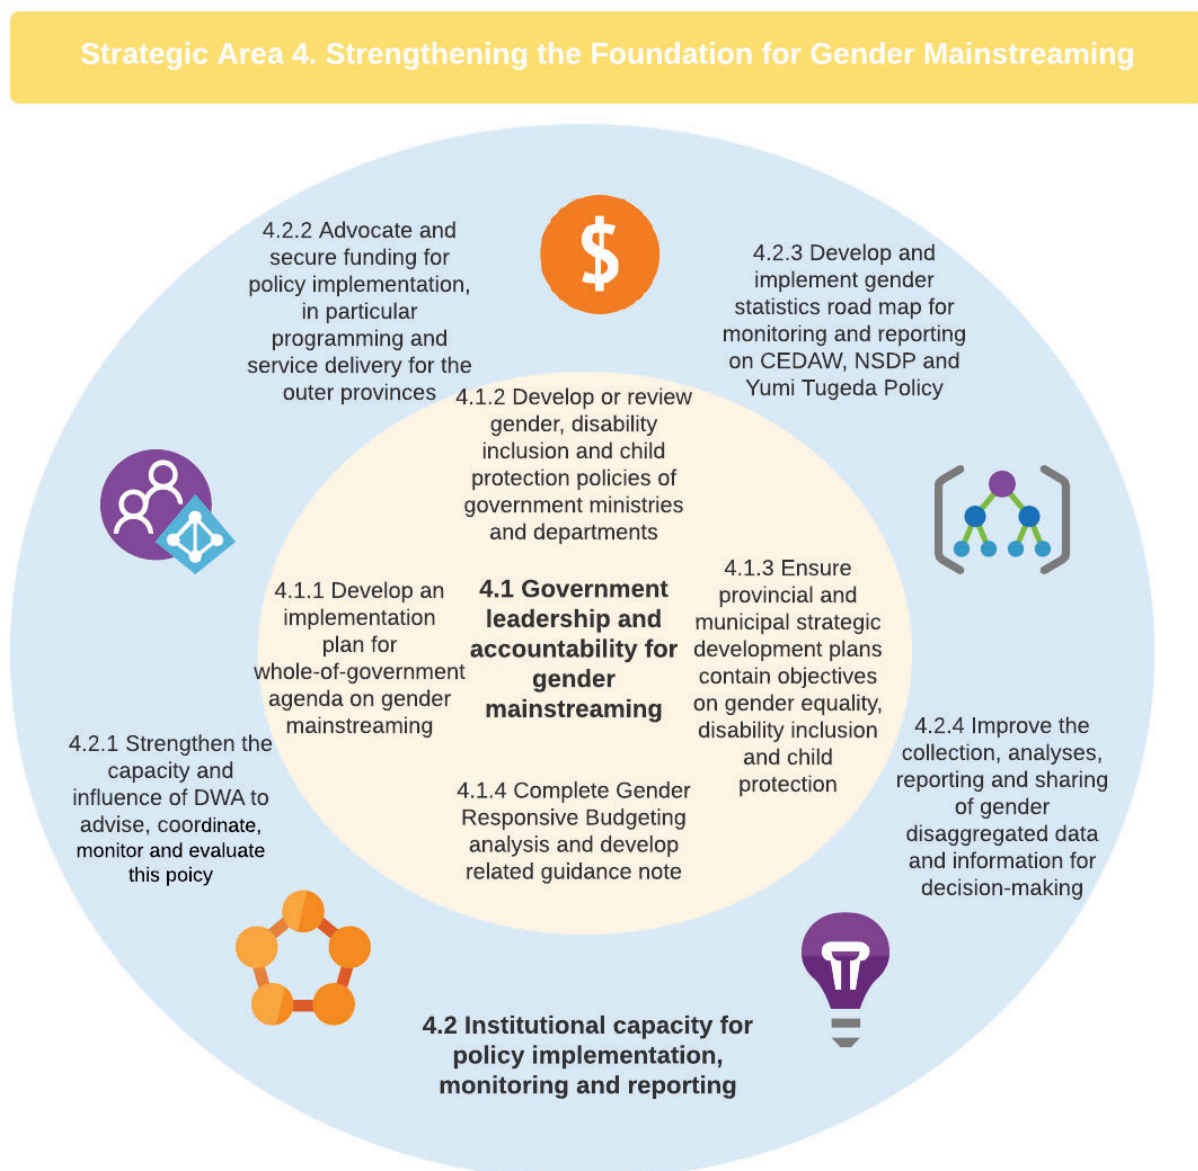 Strategic Area 4. Strengthening the Foundation for Gender Mainstreaming
4.2.2 Advocate and
secure funding for
policy implementation,
in particular
programming and
service delivery for the
outer provinces
$
4.2.3 Develop and
implement gender
statistics road map for
monitoring and reporting
on CEDAW, NSDP and
Yumi Tugeda Policy
4.1.2 Develop or review
gender, disability
inclusion and child
protection policies of
government ministries
and departments
4.1.1 Develop an
implementation
plan for
whole-of-government
agenda on gender
mainstreaming
4.1 Government
leadership and
accountability for
gender
mainstreaming
4.1.3 Ensure
provincial and
municipal strategic
development plans
contain objectives
on gender equality,
disability inclusion
and child
protection
4.2.1 Strengthen the
capacity and
influence of DWA to
advise, coordinate,
monitor and evaluate
this poicy
4.1.4 Complete Gender
Responsive Budgeting
analysis and develop
related guidance note
4.2.4 Improve the
collection, analyses,
reporting and sharing
of gender
disaggregated data
and information for
decision-making
4.2 Institutional capacity for
policy implementation,
monitoring and reporting